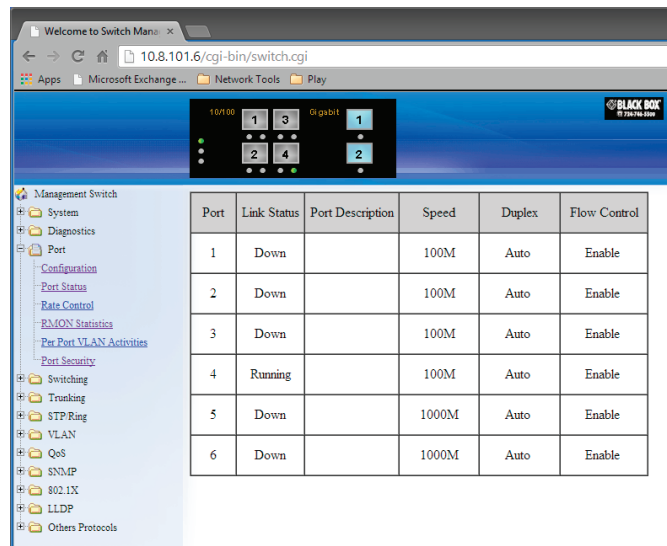 Welcome to Switch Mana
10.8.101.6/cgi-bin/switch.cgi
Apps Microsoft Exchange ... Network Tools Play
10/100 1 3 Gigabit 1
2 4 2
BLACK BOX
724-746-5500
Management Switch
System
Diagnostics
Port
Configuration
Port Status
Rate Control
RMON Statistics
Per Port VLAN Activities
Port Security
Switching
Trunking
STP/Ring
VLAN
QoS
SNMP
802.1X
LLDP
Others Protocols
Port Link Status Port Description Speed Duplex Flow Control
1 Down 100M Auto Enable
2 Down 100M Auto Enable
3 Down 100M Auto Enable
4 Running 100M Auto Enable
5 Down 1000M Auto Enable
6 Down 1000M Auto Enable